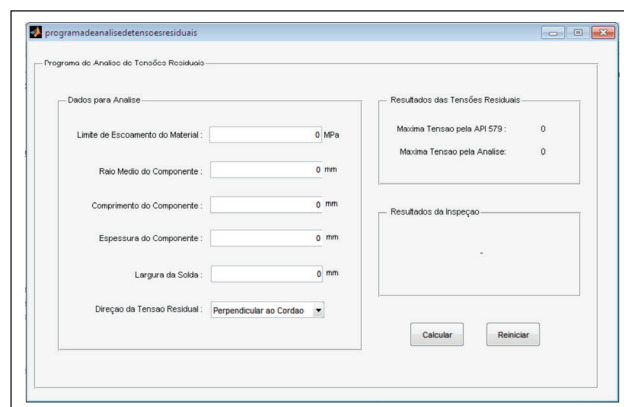 programadeanalisedetensoesresiduais
Programa de Analise de Tensões Residuais
Dados para Analise
Limite de Escoamento do Material : 0 MPa
Raio Medio do Componente : 0 mm
Comprimento do Componente : 0 mm
Espessura do Componente : 0 mm
Largura da Solda : 0 mm
Direçao da Tensao Residual : Perpendicular ao Cordao
Resultados das Tensões Residuais
Maxima Tensao pela API 579 : 0
Maxima Tensao pela Analise: 0
Resultados da Inspeçao
-
Calcular Reiniciar